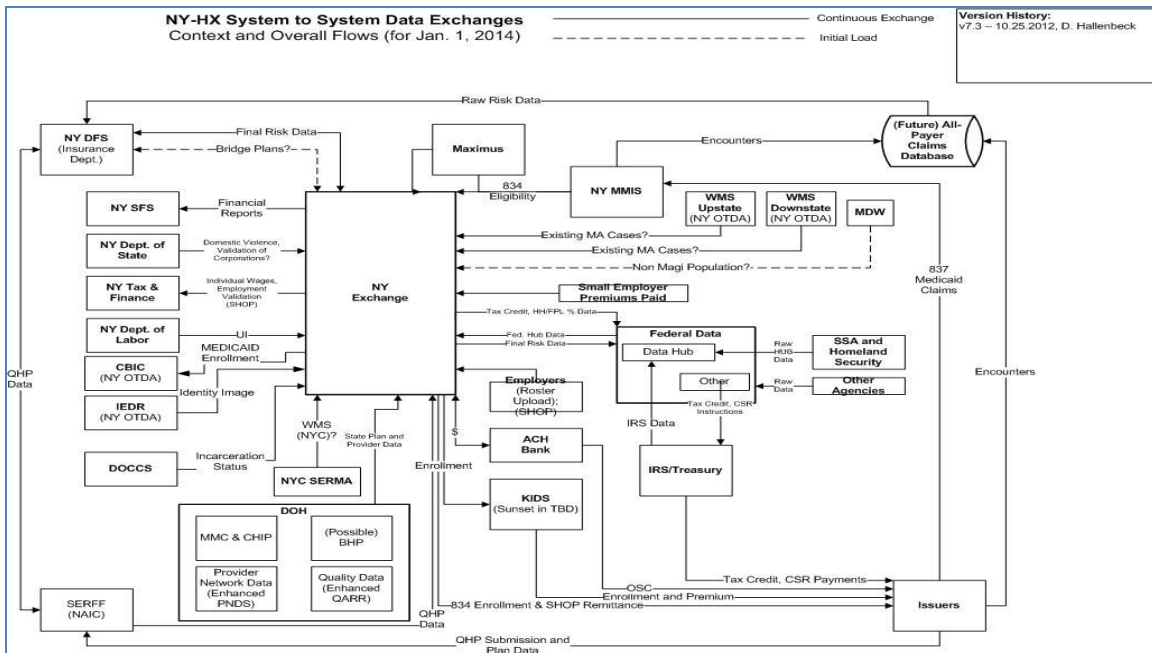 NY-HX System to System Data Exchanges
Context and Overall Flows (for Jan. 1, 2014)
Continuous Exchange
Initial Load
Version History:
v7.3 – 10.25.2012, D. Hallenbeck
Raw Risk Data
NY DFS
(Insurance
Dept.)
Final Risk Data
Bridge Plans?
Maximus
834
Eligibility
NY MMIS
Encounters
(Future) All-
Payer
Claims
Database
WMS
Upstate
(NY OTDA)
WMS
Downstate
(NY OTDA)
MDW
NY SFS
Financial
Reports
Existing MA Cases?
Existing MA Cases?
Non Magi Population?
NY Dept. of
State
Domestic Violence,
Validation of
Corporations?
NY Tax &
Finance
Individual Wages,
Employment
Validation
(SHOP)
NY
Exchange
Small Employer
Premiums Paid
837
Medicaid
Claims
Tax Credit, HH/FPL % Data
NY Dept. of
Labor
UI
Fed. Hub Data
Final Risk Data
Federal Data
Data Hub
Other
Raw
HUB
Data
SSA and
Homeland
Security
Raw
Data
Other
Agencies
MEDICAID
Enrollment
CBIC
(NY OTDA)
Identity Image
IEDR
(NY OTDA)
QHP
Data
Encounters
Employers
(Roster
Upload);
(SHOP)
Tax Credit, CSR
Instructions
IRS Data
WMS
(NYC)?
State Plan and
Provider Data
$
ACH
Bank
DOCCS
Incarceration
Status
Enrollment
IRS/Treasury
NYC SERMA
KIDS
(Sunset in TBD)
DOH
MMC & CHIP
(Possible)
BHP
Provider
Network Data
(Enhanced
PNDS)
Quality Data
(Enhanced
QARR)
Tax Credit, CSR Payments
OSC
Enrollment and Premium
834 Enrollment & SHOP Remittance
Issuers
SERFF
(NAIC)
QHP
Data
QHP Submission and
Plan Data